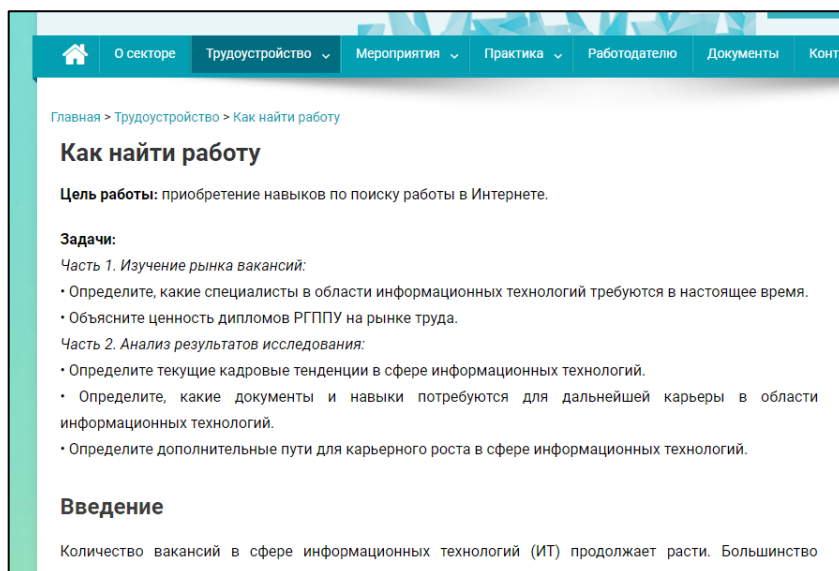 О секторе Трудоустройство Мероприятия Практика Работодателю Документы
Главная > Трудоустройство > Как найти работу
Как найти работу
Цель работы: приобретение навыков по поиску работы в Интернете.
Задачи:
Часть 1. Изучение рынка вакансий:
• Определите, какие специалисты в области информационных технологий требуются в настоящее время.
• Объясните ценность дипломов РГППУ на рынке труда.
Часть 2. Анализ результатов исследования:
• Определите текущие кадровые тенденции в сфере информационных технологий.
• Определите, какие документы и навыки потребуются для дальнейшей карьеры в области
информационных технологий.
• Определите дополнительные пути для карьерного роста в сфере информационных технологий.
Введение
Количество вакансий в сфере информационных технологий (ИТ) продолжает расти. Большинство